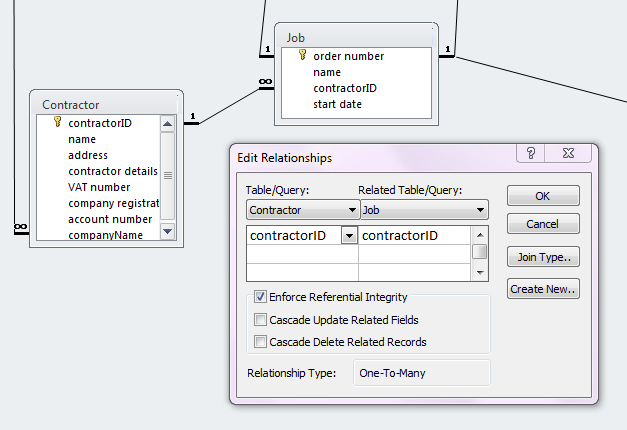 Job
1
1
order number
name
contractorID
∞
start date
Contractor
1
contractorID
name
address
contractor details
VAT number
company registrat
account number
∞
companyName
Edit Relationships
?
Table/Query: Related Table/Query:
Contractor Job
OK
contractorID contractorID
Cancel
Join Type..
Create New..
Enforce Referential Integrity
Cascade Update Related Fields
Cascade Delete Related Records
Relationship Type: One-To-Many